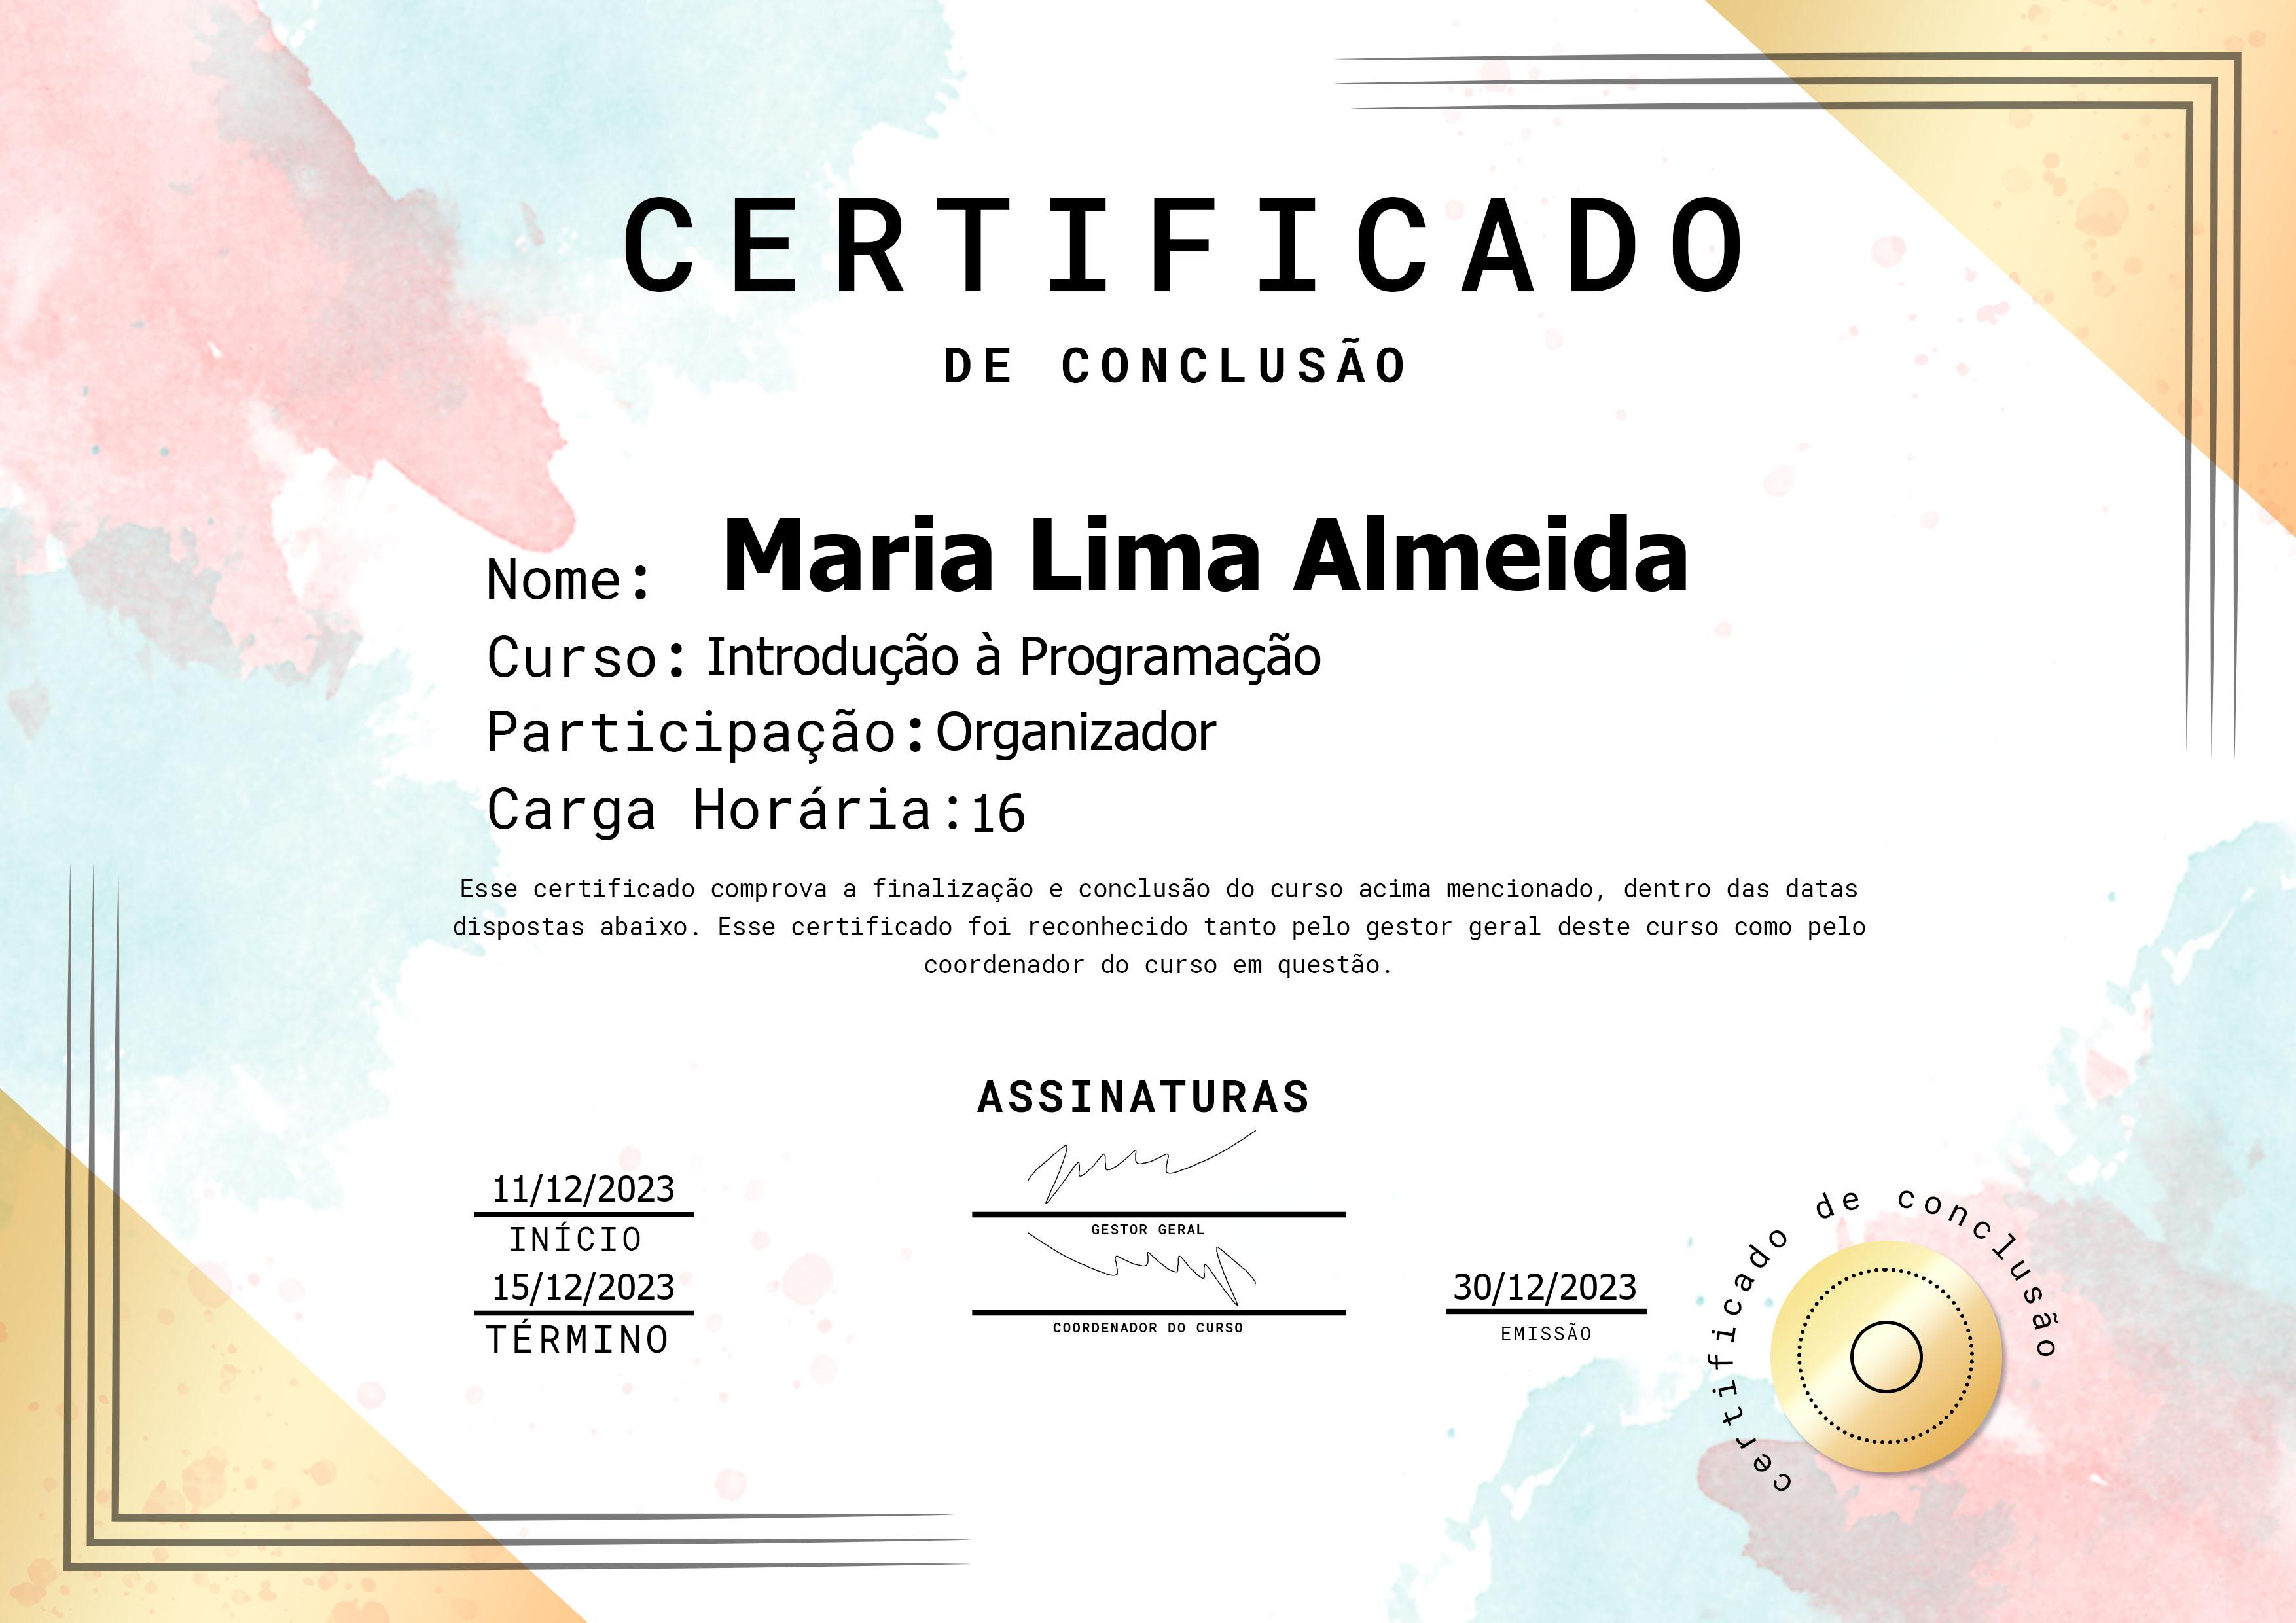 CERTIFICADO
DE CONCLUSÃO
Nome: Maria Lima Almeida
Curso: Introdução à Programação
Participação: Organizador
Carga Horária: 16
Esse certificado comprova a finalização e conclusão do curso acima mencionado, dentro das datas
dispostas abaixo. Esse certificado foi reconhecido tanto pelo gestor geral deste curso como pelo
coordenador do curso em questão.
ASSINATURAS
11/12/2023
INÍCIO
GESTOR GERAL
15/12/2023
TÉRMINO
COORDENADOR DO CURSO
30/12/2023
EMISSÃO
certificado de conclusão